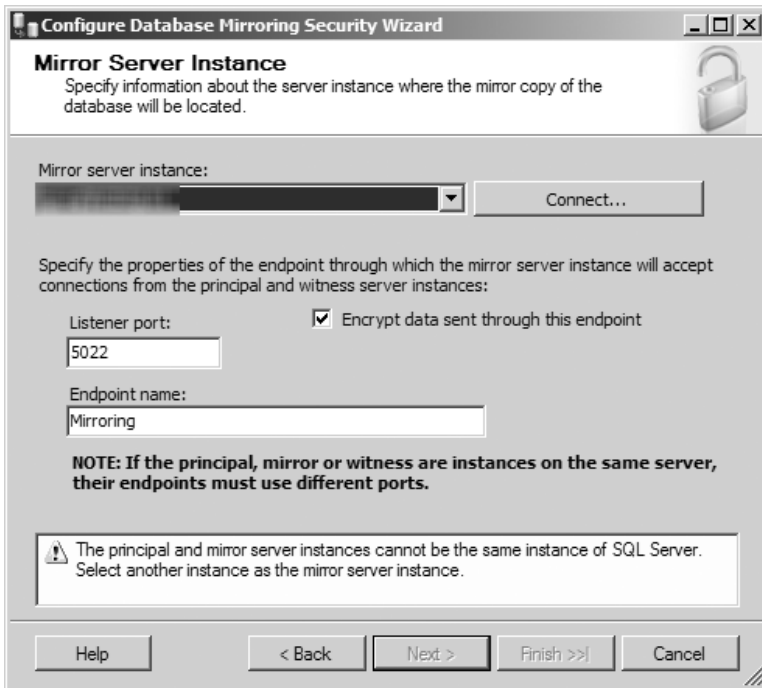 Configure Database Mirroring Security Wizard
Mirror Server Instance
Specify information about the server instance where the mirror copy of the
database will be located.
Mirror server instance:
Connect...
Specify the properties of the endpoint through which the mirror server instance will accept
connections from the principal and witness server instances:
Listener port:
Encrypt data sent through this endpoint
5022
Endpoint name:
Mirroring
NOTE: If the principal, mirror or witness are instances on the same server,
their endpoints must use different ports.
The principal and mirror server instances cannot be the same instance of SQL Server.
Select another instance as the mirror server instance.
Help
< Back
Next >
Finish >>|
Cancel